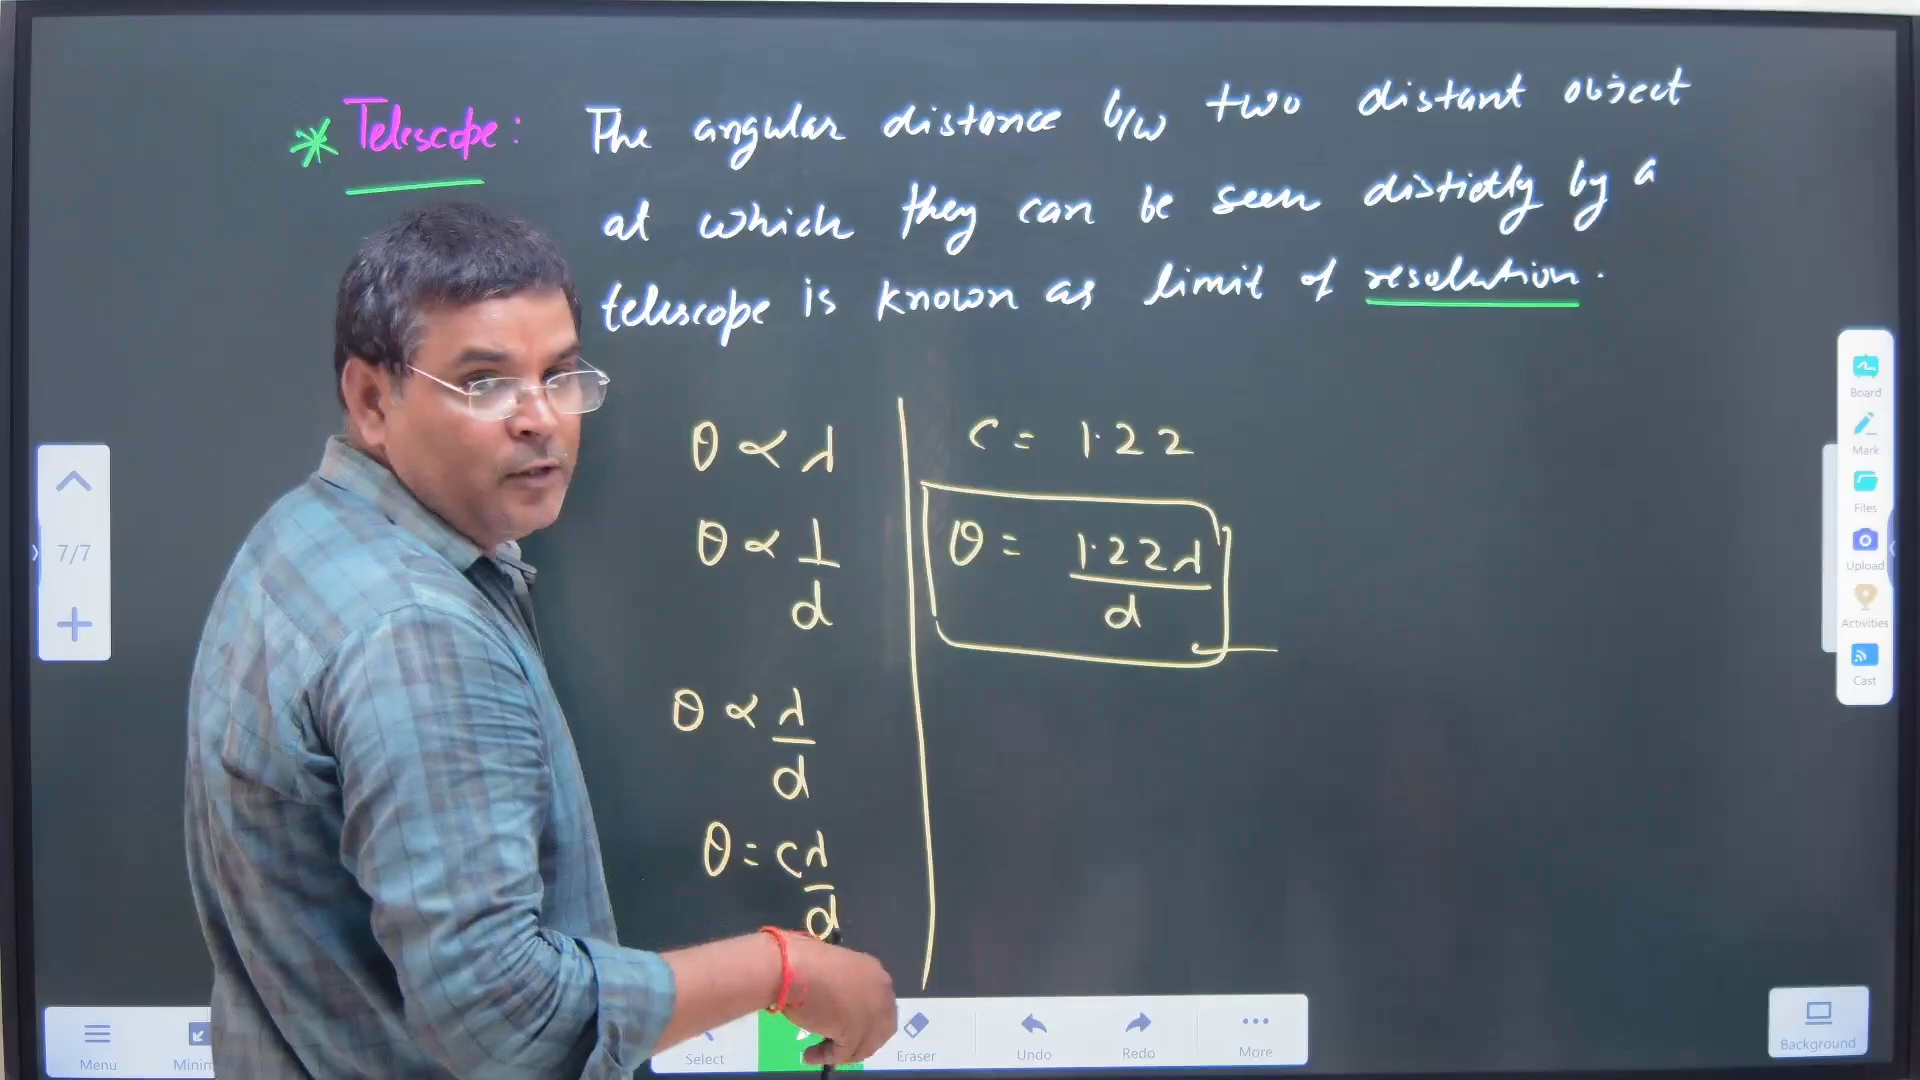 * Telescope: The angular distance b/w two distant object
at which they can be seen distictly by a
telescope is known as limit of resolution.
θ ∝ λ
θ ∝ 1/d
θ ∝ λ/d
θ = cλ/d
c = 1.22
θ = 1.22λ/d
7/7
Board
Mark
Files
Upload
Activities
Cast
Menu
Select
Eraser
Undo
Redo
More
Background